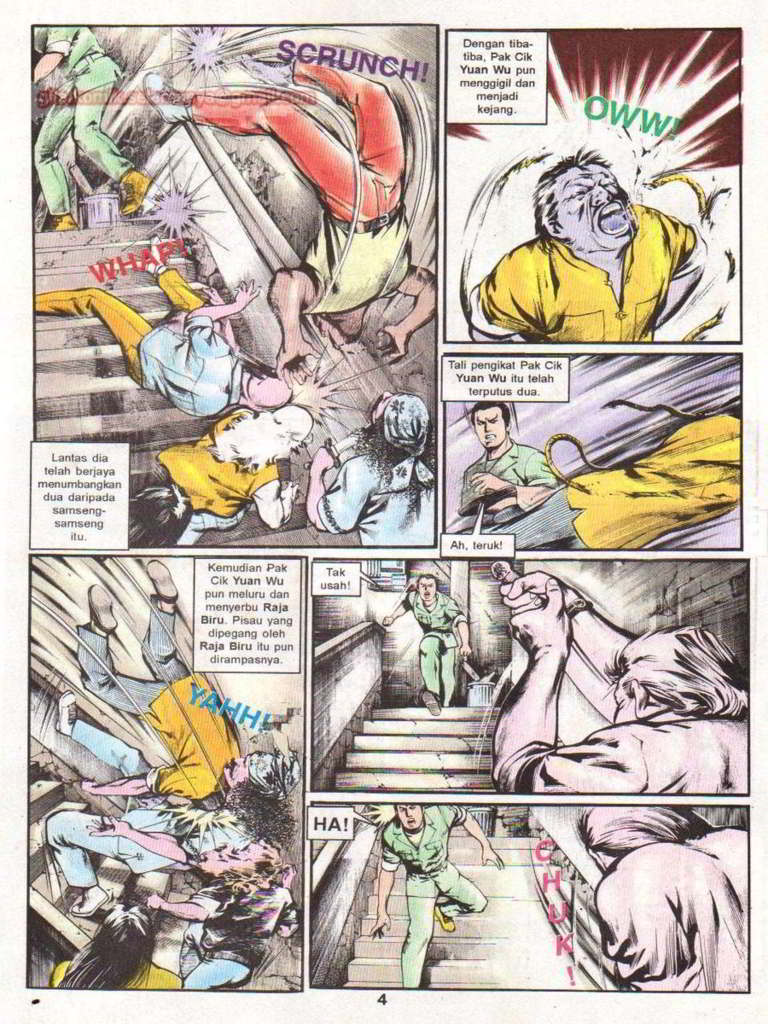 SCRUNCH!
WHAP!
Lantas dia
telah berjaya
menumbangkan
dua daripada
samseng-
samseng
itu.
Dengan tiba-
tiba, Pak Cik
Yuan Wu pun
menggigil dan
menjadi
kejang.
OWW!
Tali pengikat Pak Cik
Yuan Wu itu telah
terputus dua.
Ah, teruk!
Kemudian Pak
Cik Yuan Wu
pun meluru dan
menyerbu Raja
Biru. Pisau yang
dipegang oleh
Raja Biru itu pun
dirampasnya.
YAHH!
Tak
usah!
HA!
CHUK!
4